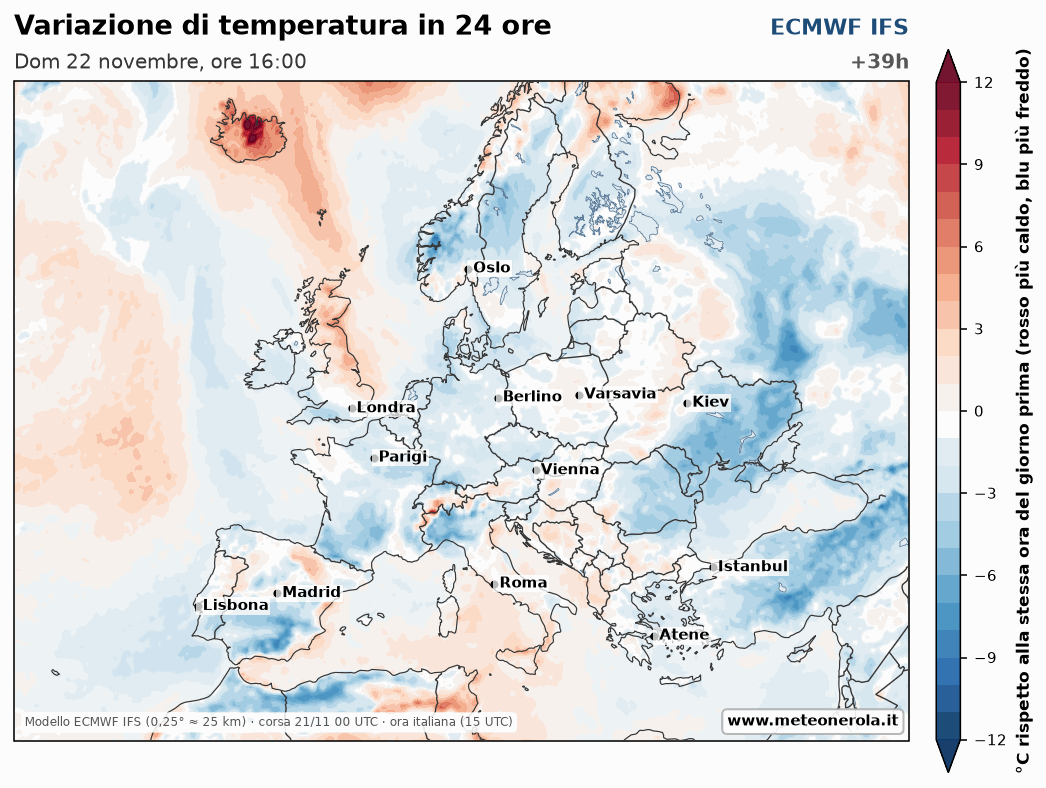 Variazione di temperatura in 24 ore
ECMWF IFS
Dom 22 novembre, ore 16:00
+39h
Oslo
Londra
Berlino
Varsavia
Kiev
Parigi
Vienna
Istanbul
Roma
Madrid
Lisbona
Atene
Modello ECMWF IFS (0,25° ≈ 25 km) · corsa 21/11 00 UTC · ora italiana (15 UTC)
www.meteonerola.it
12
9
6
3
0
−3
−6
−9
−12
°C rispetto alla stessa ora del giorno prima (rosso più caldo, blu più freddo)